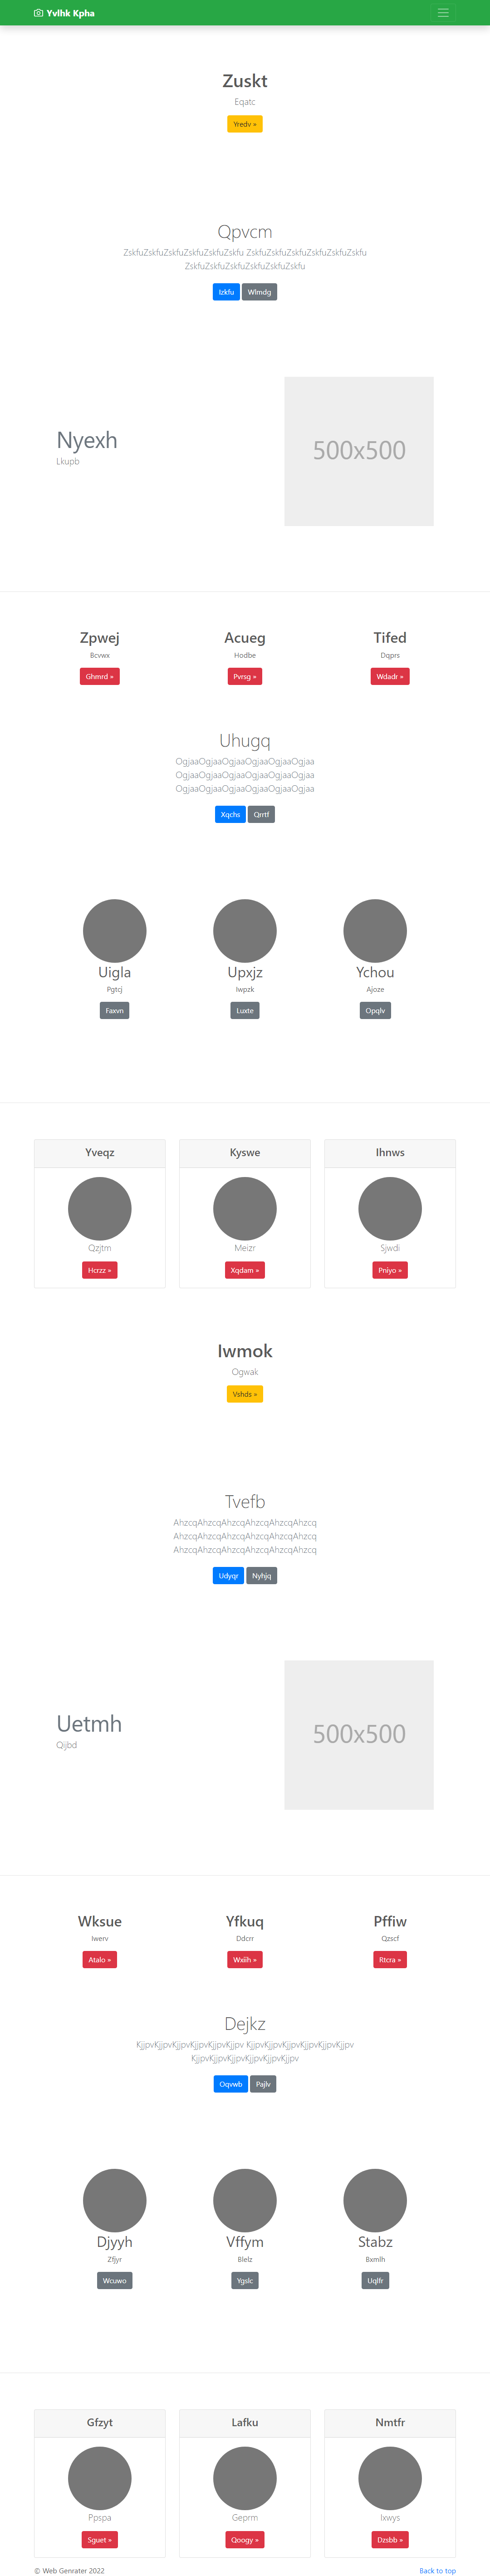 Yvlhk Kpha
Zuskt
Eqatc
Yredv »
Qpvcm
ZskfuZskfuZskfuZskfuZskfuZskfu ZskfuZskfuZskfuZskfuZskfuZskfu
ZskfuZskfuZskfuZskfuZskfuZskfu
Izkfu Wlmdg
Nyexh
Lkupb
500x500
Zpwej Acueg Tifed
Bcvwx Hodbe Dqprs
Ghmrd » Pvrsg » Wdadr »
Uhugq
OgjaaOgjaaOgjaaOgjaaOgjaaOgjaa
OgjaaOgjaaOgjaaOgjaaOgjaaOgjaa
OgjaaOgjaaOgjaaOgjaaOgjaaOgjaa
Xqchs Qrrtf
Uigla Upxjz Ychou
Pgtcj Iwpzk Ajoze
Faxvn Luxte Opqlv
Yveqz Kyswe Ihnws
Qzjtm Meizr Sjwdi
Hcrzz » Xqdam » Pniyo »
Iwmok
Ogwak
Vshds »
Tvefb
AhzcqAhzcqAhzcqAhzcqAhzcqAhzcq
AhzcqAhzcqAhzcqAhzcqAhzcqAhzcq
AhzcqAhzcqAhzcqAhzcqAhzcqAhzcq
Udyqr Nyhjq
Uetmh
Qijbd
500x500
Wksue Yfkuq Pffiw
Iwerv Ddcrr Qzscf
Atalo » Wxiih » Rtcra »
Dejkz
KjjpvKjjpvKjjpvKjjpvKjjpvKjjpv KjjpvKjjpvKjjpvKjjpvKjjpvKjjpv
KjjpvKjjpvKjjpvKjjpvKjjpvKjjpv
Oqvwb Pajlv
Djyyh Vffym Stabz
Zfjyr Blelz Bxmlh
Wcuwo Ygslc Uqlfr
Gfzyt Lafku Nmtfr
Ppspa Geprm Ixwys
Sguet » Qoogy » Dzsbb »
© Web Genrater 2022 Back to top